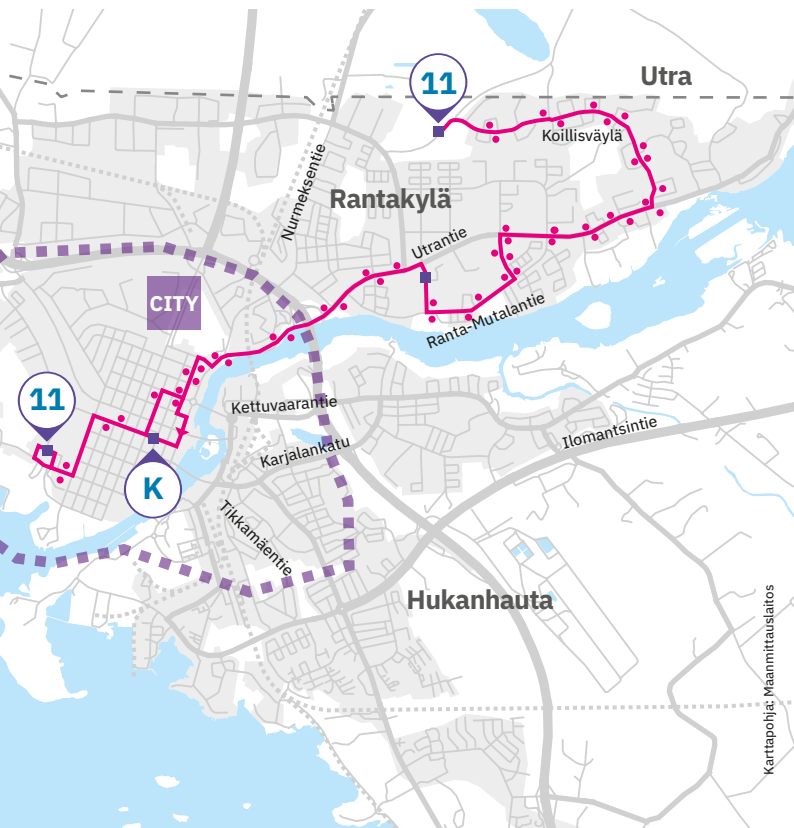 Utra
11
Koillisväylä
Nurmeksentie
Rantakylä
Utrantie
CITY
Ranta-Mutalantie
11
Kettuvaarantie
Ilomantsintie
Karjalankatu
K
Tikkamäentie
Hukanhauta
Karttapohja: Maanmittauslaitos